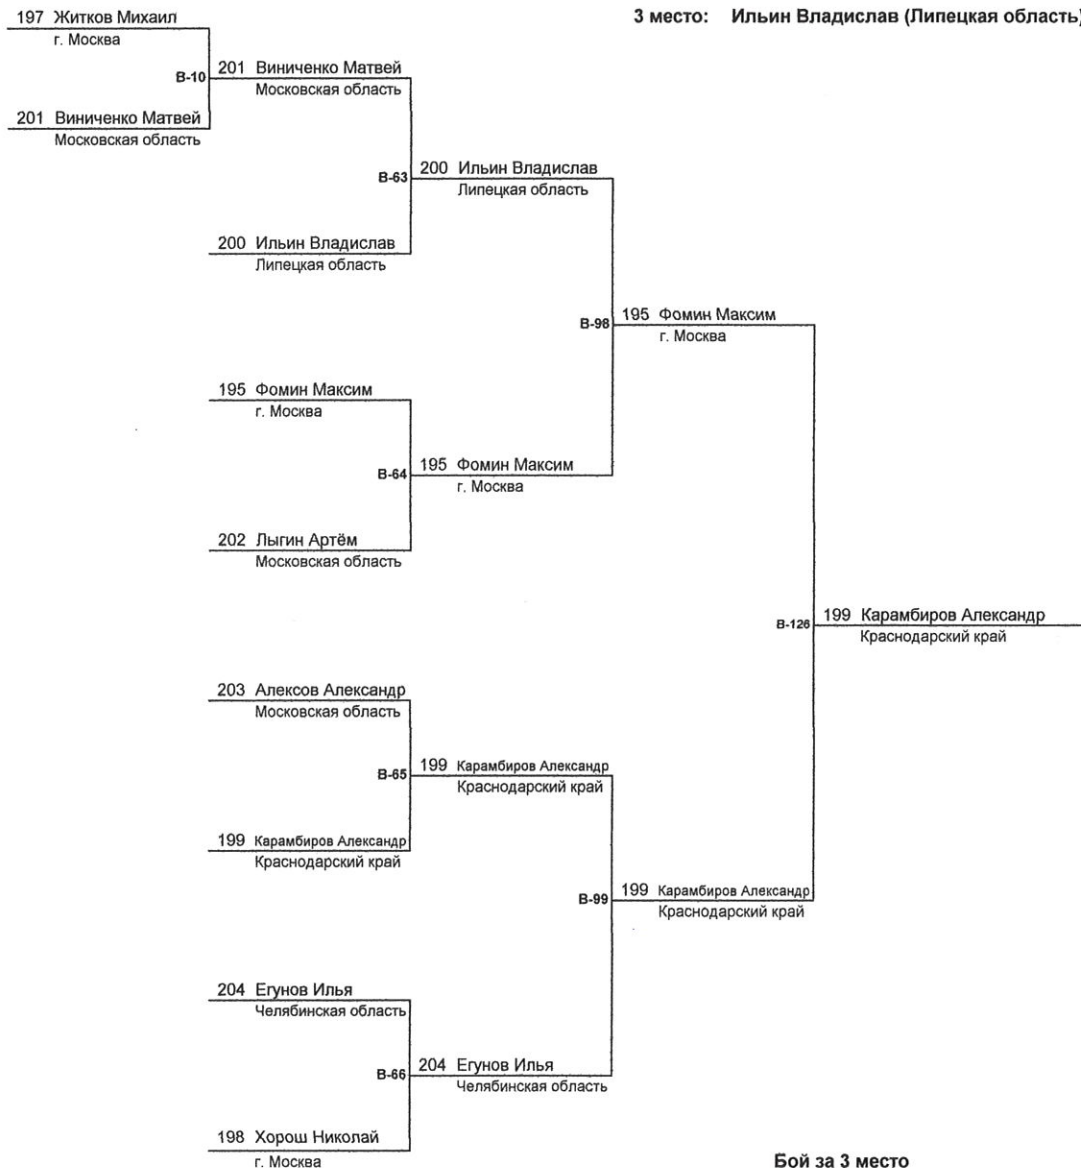 197 Житков Михаил
3 место: Ильин Владислав (Липецкая область)
г. Москва
B-10
201 Виниченко Матвей
Московская область
201 Виниченко Матвей
Московская область
B-63
200 Ильин Владислав
Липецкая область
200 Ильин Владислав
Липецкая область
B-98
195 Фомин Максим
г. Москва
195 Фомин Максим
г. Москва
B-64
195 Фомин Максим
г. Москва
202 Лыгин Артём
Московская область
B-126
199 Карамбиров Александр
Краснодарский край
203 Алексов Александр
Московская область
B-65
199 Карамбиров Александр
Краснодарский край
199 Карамбиров Александр
Краснодарский край
B-99
199 Карамбиров Александр
Краснодарский край
204 Егунов Илья
Челябинская область
B-66
204 Егунов Илья
Челябинская область
198 Хорош Николай
г. Москва
Бой за 3 место